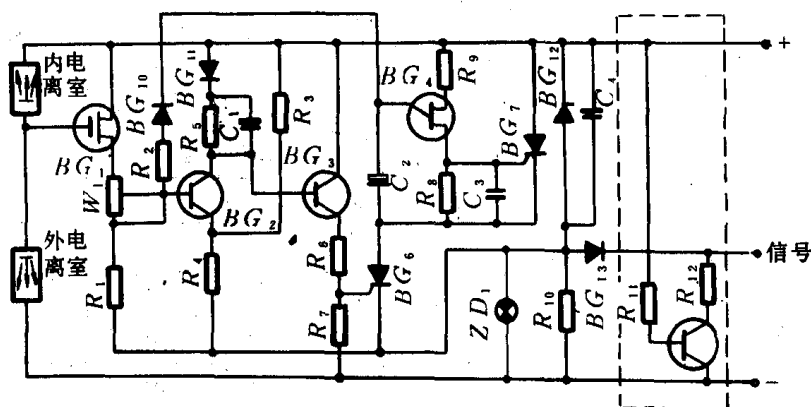 内电
离室
BG₁₀
BG₁₁
R₃
BG₄
R₉
BG₁₂
C₄
+
BG₁
R₂
R₅
C₁
BG₃
BG₇
W₁
BG₂
C₂
R₈
C₃
外电
离室
R₁
R₄
R₆
BG₆
R₇
ZD₁
R₁₀
BG₁₃
信号
R₁₁
R₁₂
-